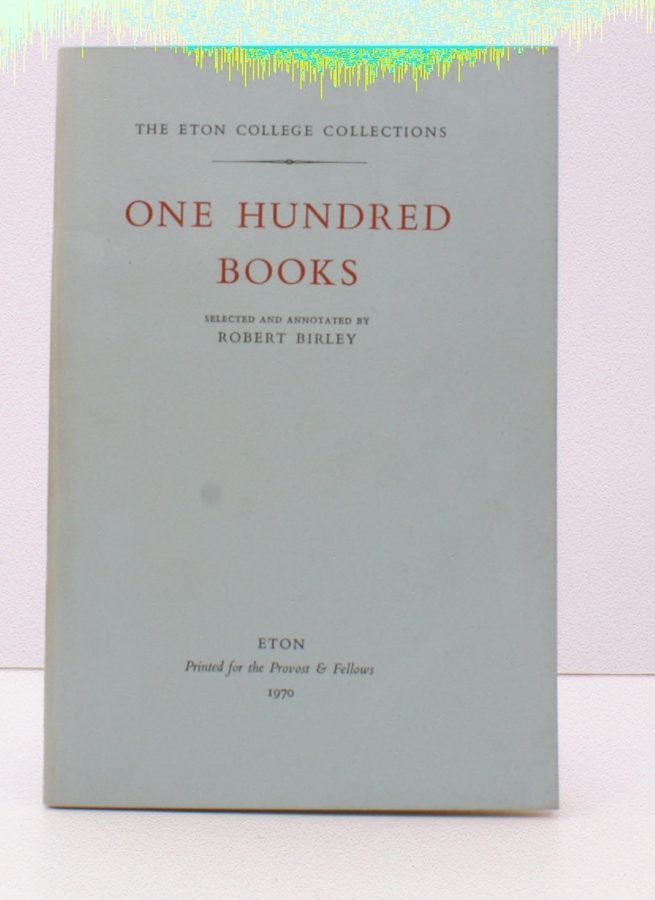 THE ETON COLLEGE COLLECTIONS
ONE HUNDRED
BOOKS
SELECTED AND ANNOTATED BY
ROBERT BIRLEY
ETON
Printed for the Provost & Fellows
1970